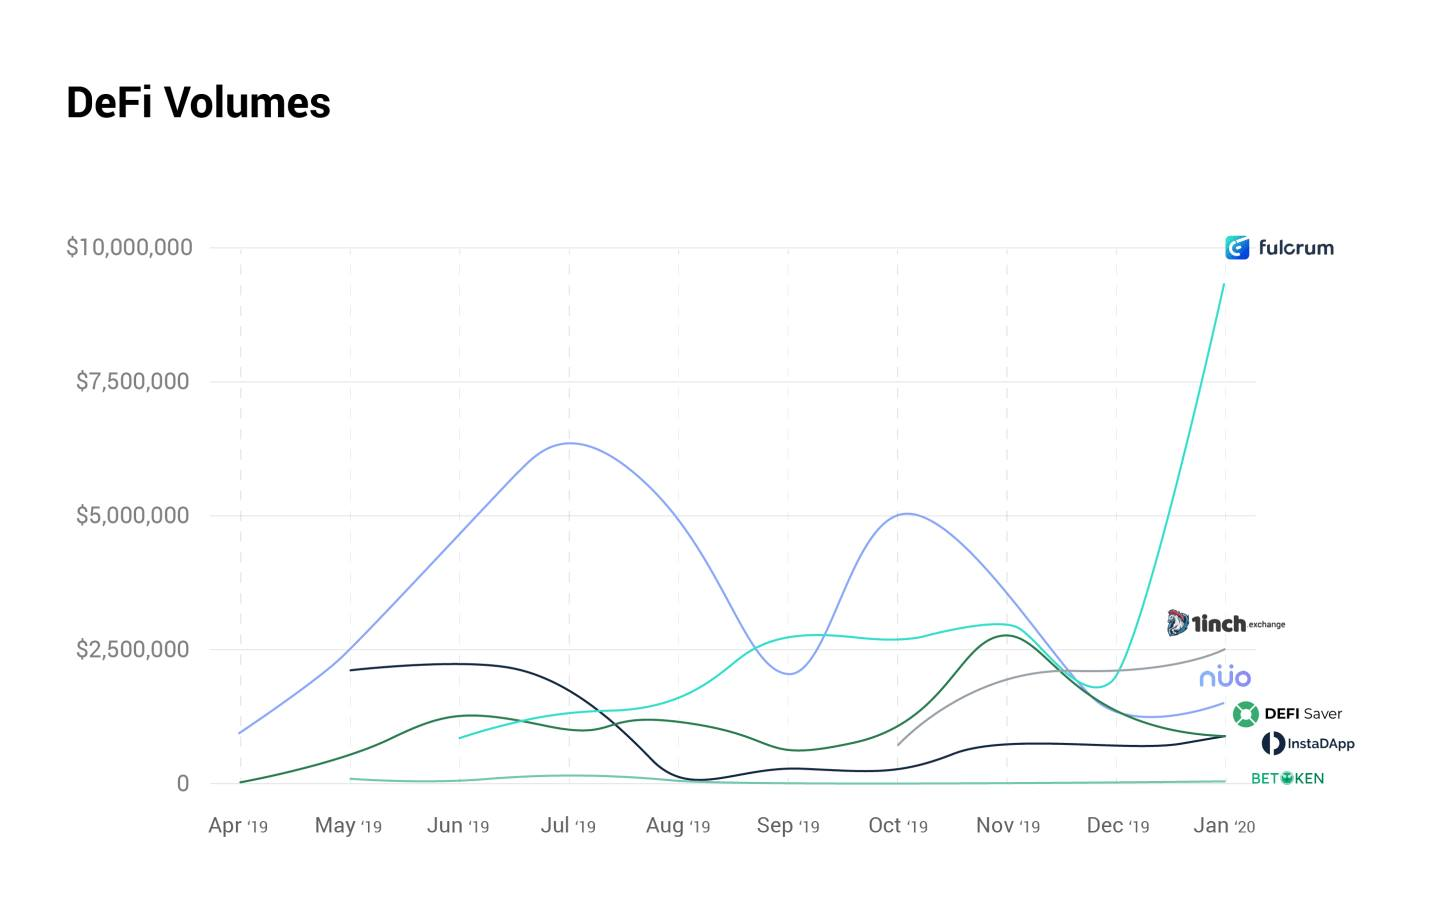 DeFi Volumes
$10,000,000
fulcrum
$7,500,000
$5,000,000
1inch.exchange
$2,500,000
nüo
DEFI Saver
InstaDApp
BETOKEN
0
Apr ‘19 May ‘19 Jun ‘19 Jul ‘19 Aug ‘19 Sep ‘19 Oct ‘19 Nov ‘19 Dec ‘19 Jan ‘20